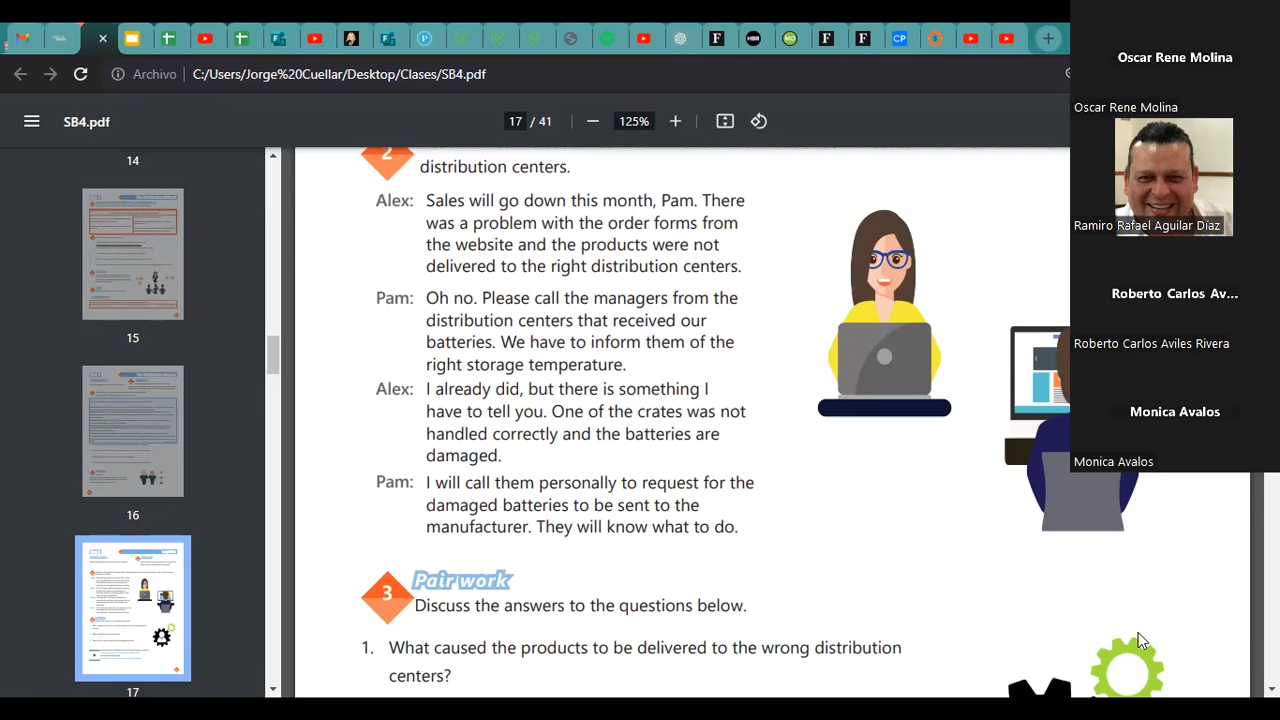 Archivo
C:/Users/Jorge%20Cuellar/Desktop/Clases/SB4.pdf
SB4.pdf
17 / 41
125%
14
15
16
17
2
distribution centers.
Alex: Sales will go down this month, Pam. There
was a problem with the order forms from
the website and the products were not
delivered to the right distribution centers.
Pam: Oh no. Please call the managers from the
distribution centers that received our
batteries. We have to inform them of the
right storage temperature.
Alex: I already did, but there is something I
have to tell you. One of the crates was not
handled correctly and the batteries are
damaged.
Pam: I will call them personally to request for the
damaged batteries to be sent to the
manufacturer. They will know what to do.
3 Pair work
Discuss the answers to the questions below.
1. What caused the products to be delivered to the wrong distribution
centers?
Oscar Rene Molina
Oscar Rene Molina
Ramiro Rafael Aguilar Díaz
Roberto Carlos Av...
Roberto Carlos Aviles Rivera
Monica Avalos
Monica Avalos